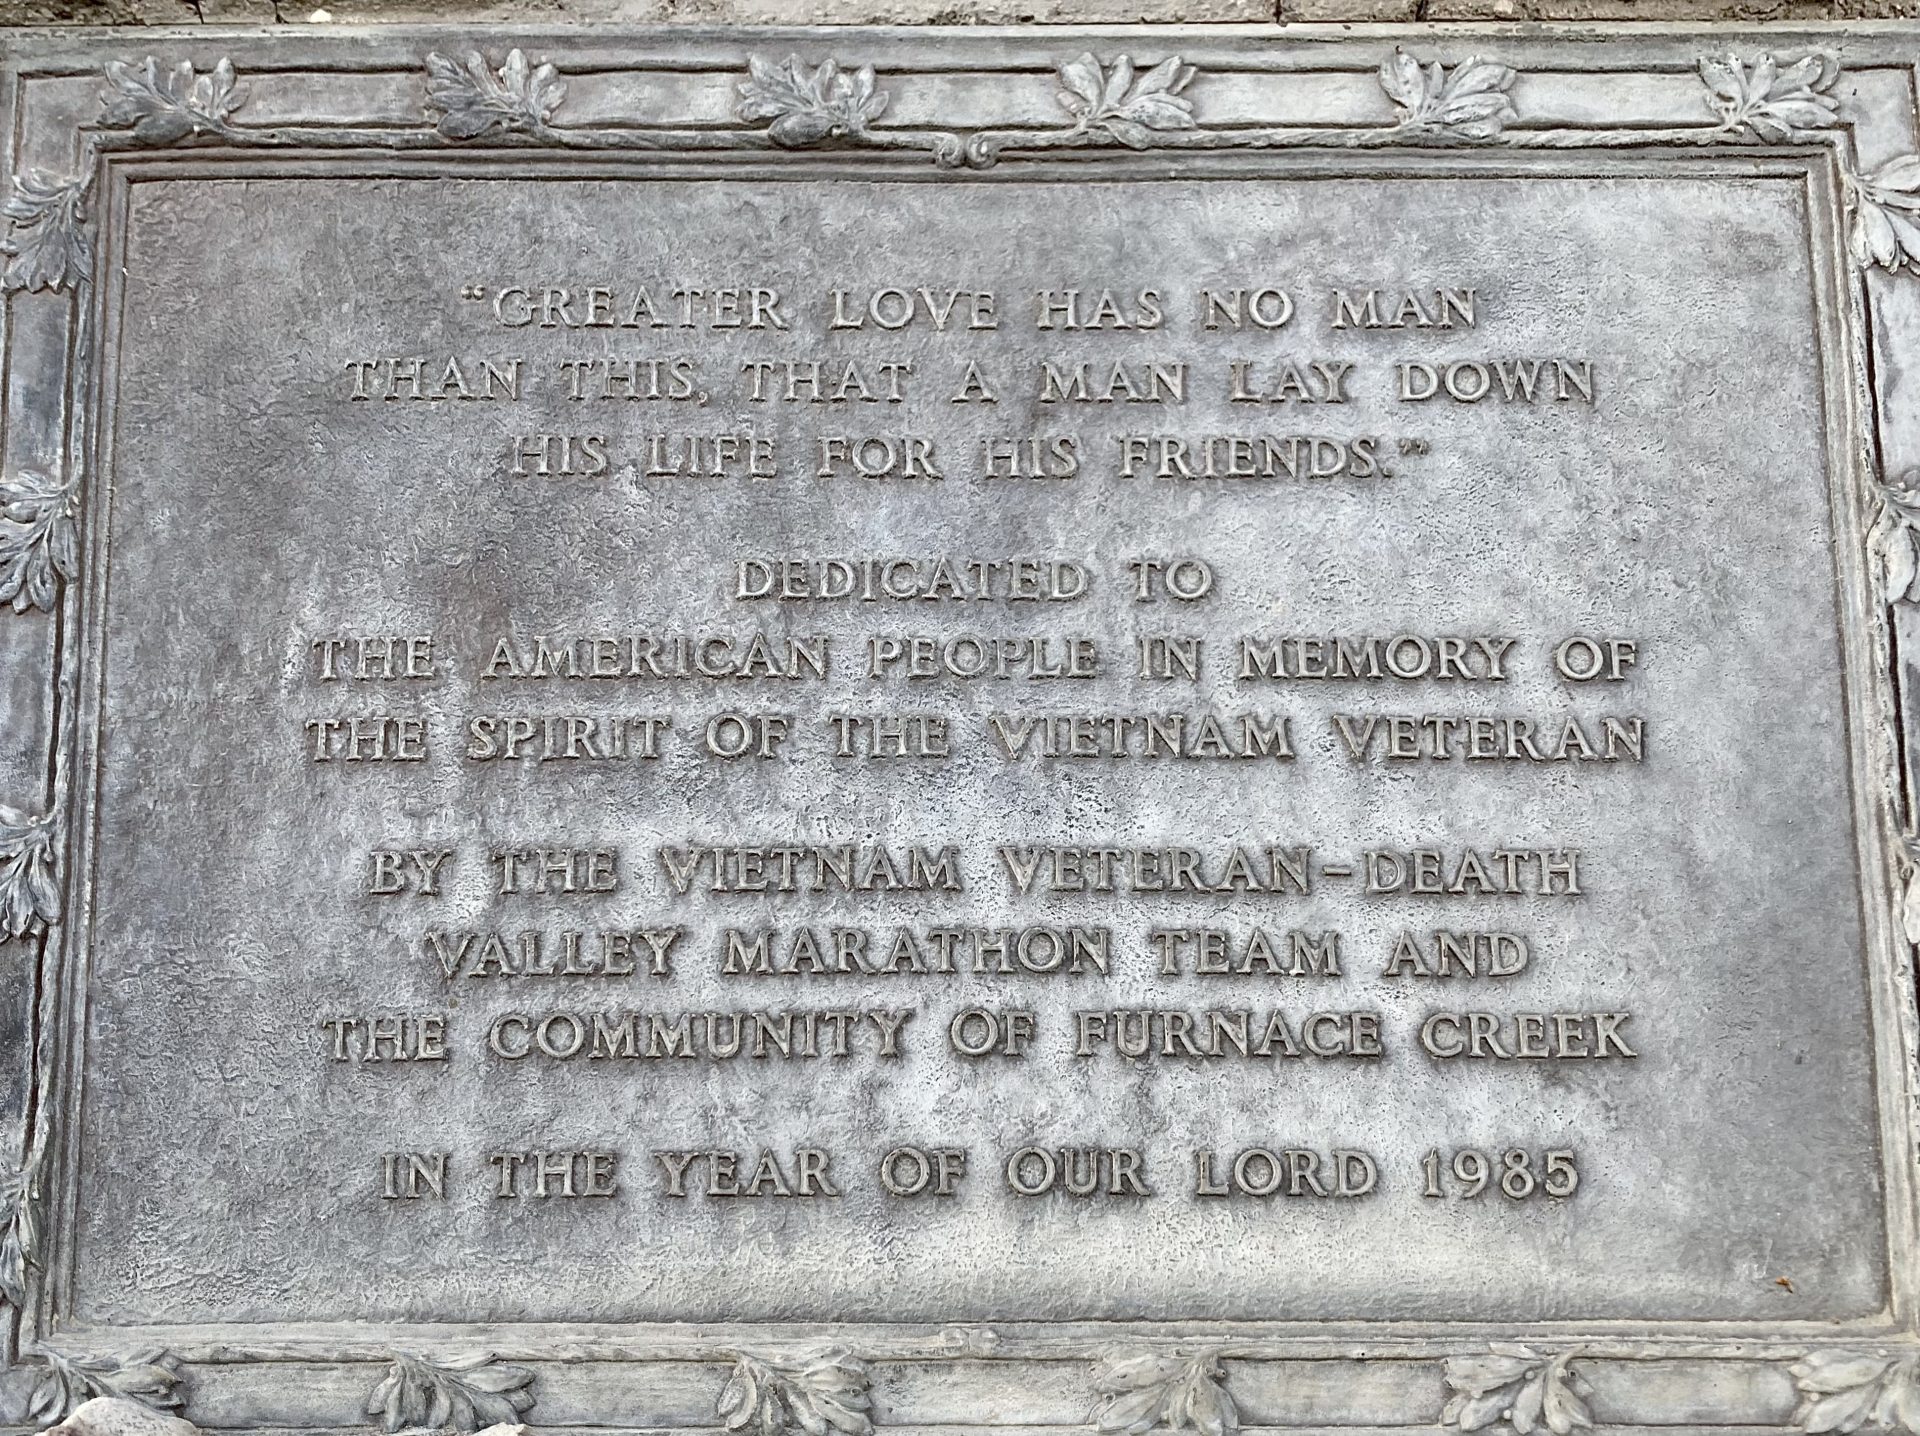 “GREATER LOVE HAS NO MAN
THAN THIS, THAT A MAN LAY DOWN
HIS LIFE FOR HIS FRIENDS.”
DEDICATED TO
THE AMERICAN PEOPLE IN MEMORY OF
THE SPIRIT OF THE VIETNAM VETERAN
BY THE VIETNAM VETERAN-DEATH
VALLEY MARATHON TEAM AND
THE COMMUNITY OF FURNACE CREEK
IN THE YEAR OF OUR LORD 1985